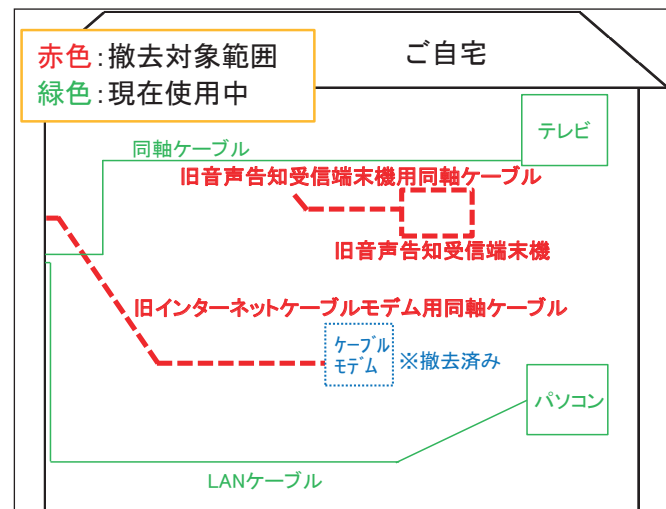 赤色：撤去対象範囲
緑色：現在使用中
ご自宅
テレビ
同軸ケーブル
旧音声告知受信端末機用同軸ケーブル
旧音声告知受信端末機
旧インターネットケーブルモデム用同軸ケーブル
ケーブル
モデム
※撤去済み
パソコン
LANケーブル